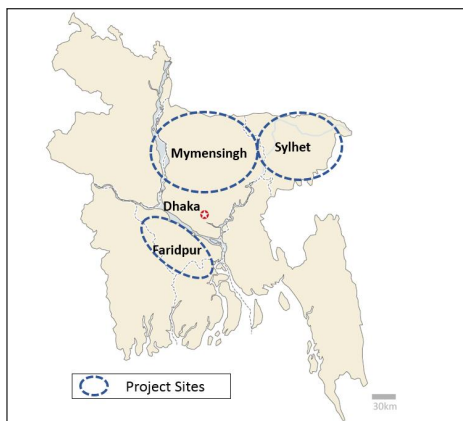 Mymensingh
Sylhet
Dhaka
Faridpur
Project Sites
30km